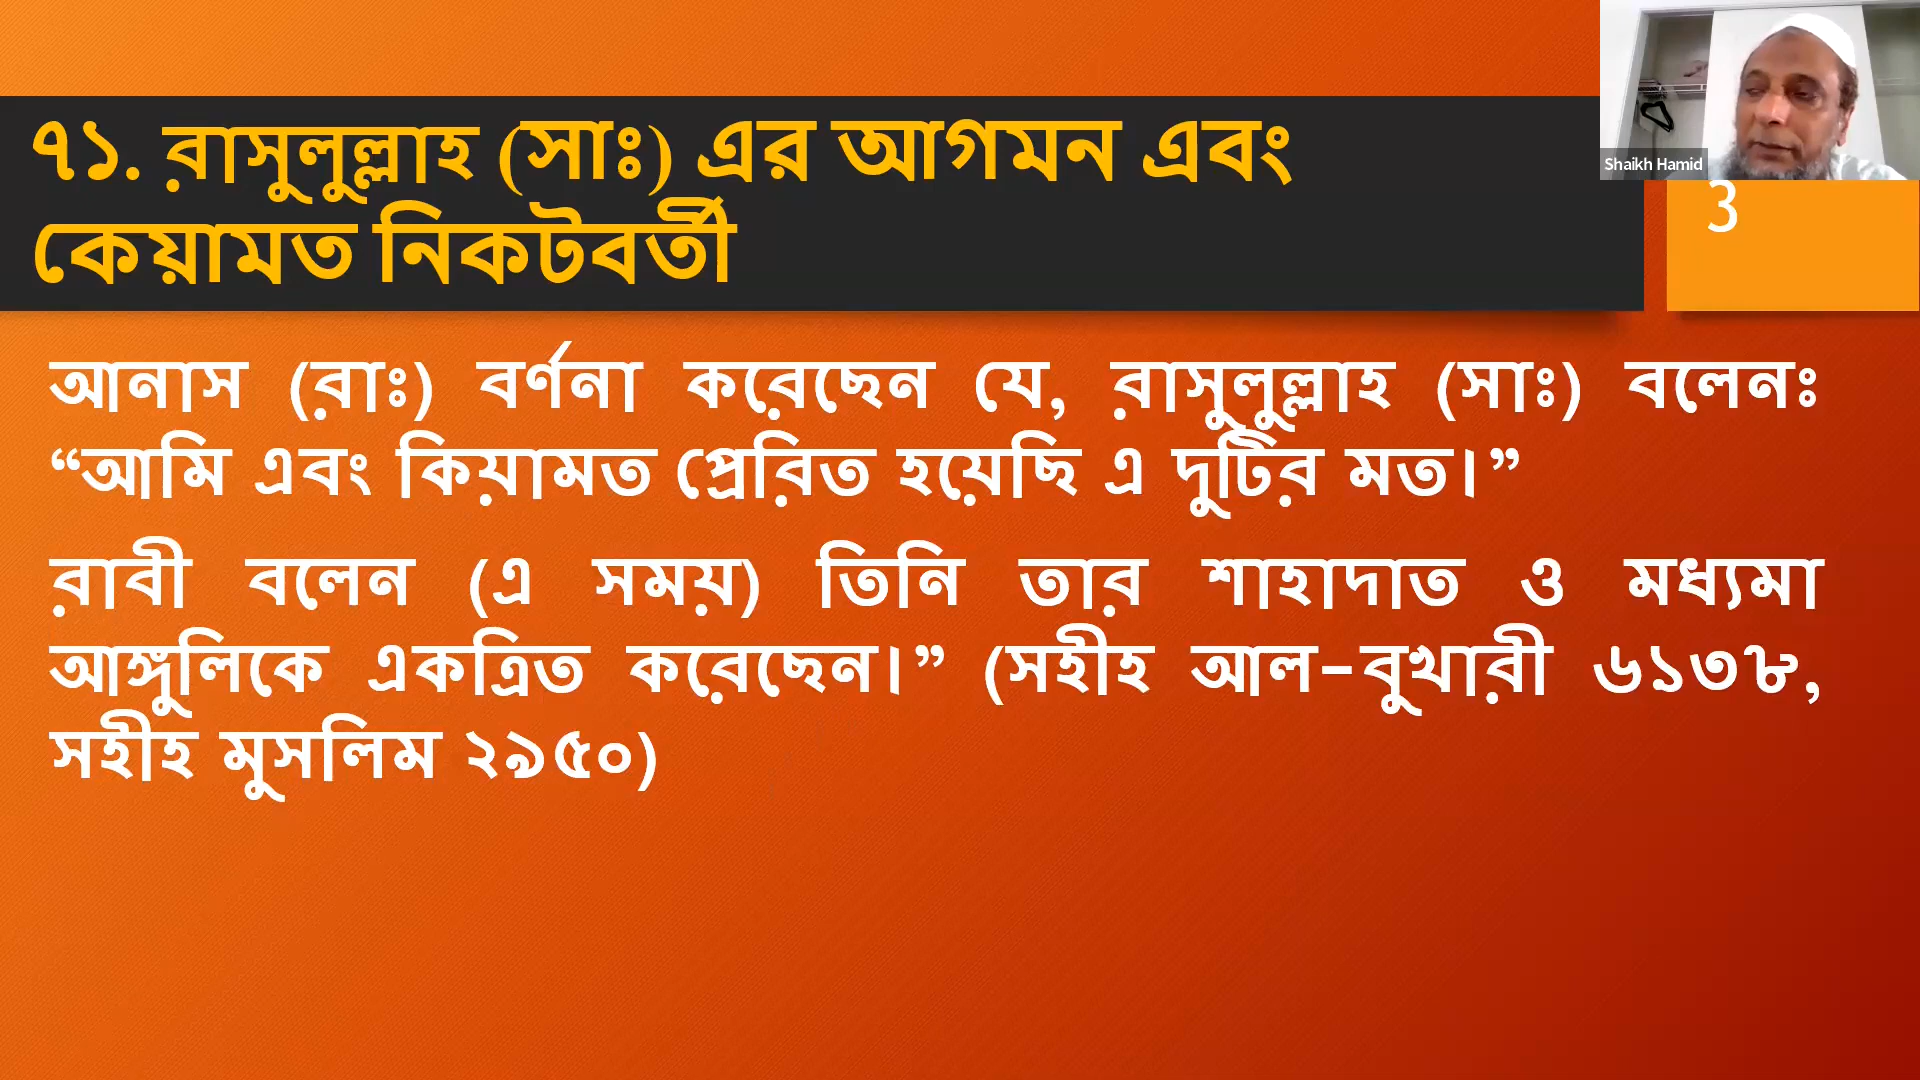 ৭১. রাসুলুল্লাহ (সাঃ) এর আগমন এবং
কেয়ামত নিকটবর্তী
Shaikh Hamid
3
আনাস (রাঃ) বর্ণনা করেছেন যে, রাসুলুল্লাহ (সাঃ) বলেনঃ
“আমি এবং কিয়ামত প্রেরিত হয়েছি এ দুটির মত।”
রাবী বলেন (এ সময়) তিনি তার শাহাদাত ও মধ্যমা
আঙ্গুলিকে একত্রিত করেছেন।” (সহীহ আল-বুখারী ৬১৩৮,
সহীহ মুসলিম ২৯৫০)